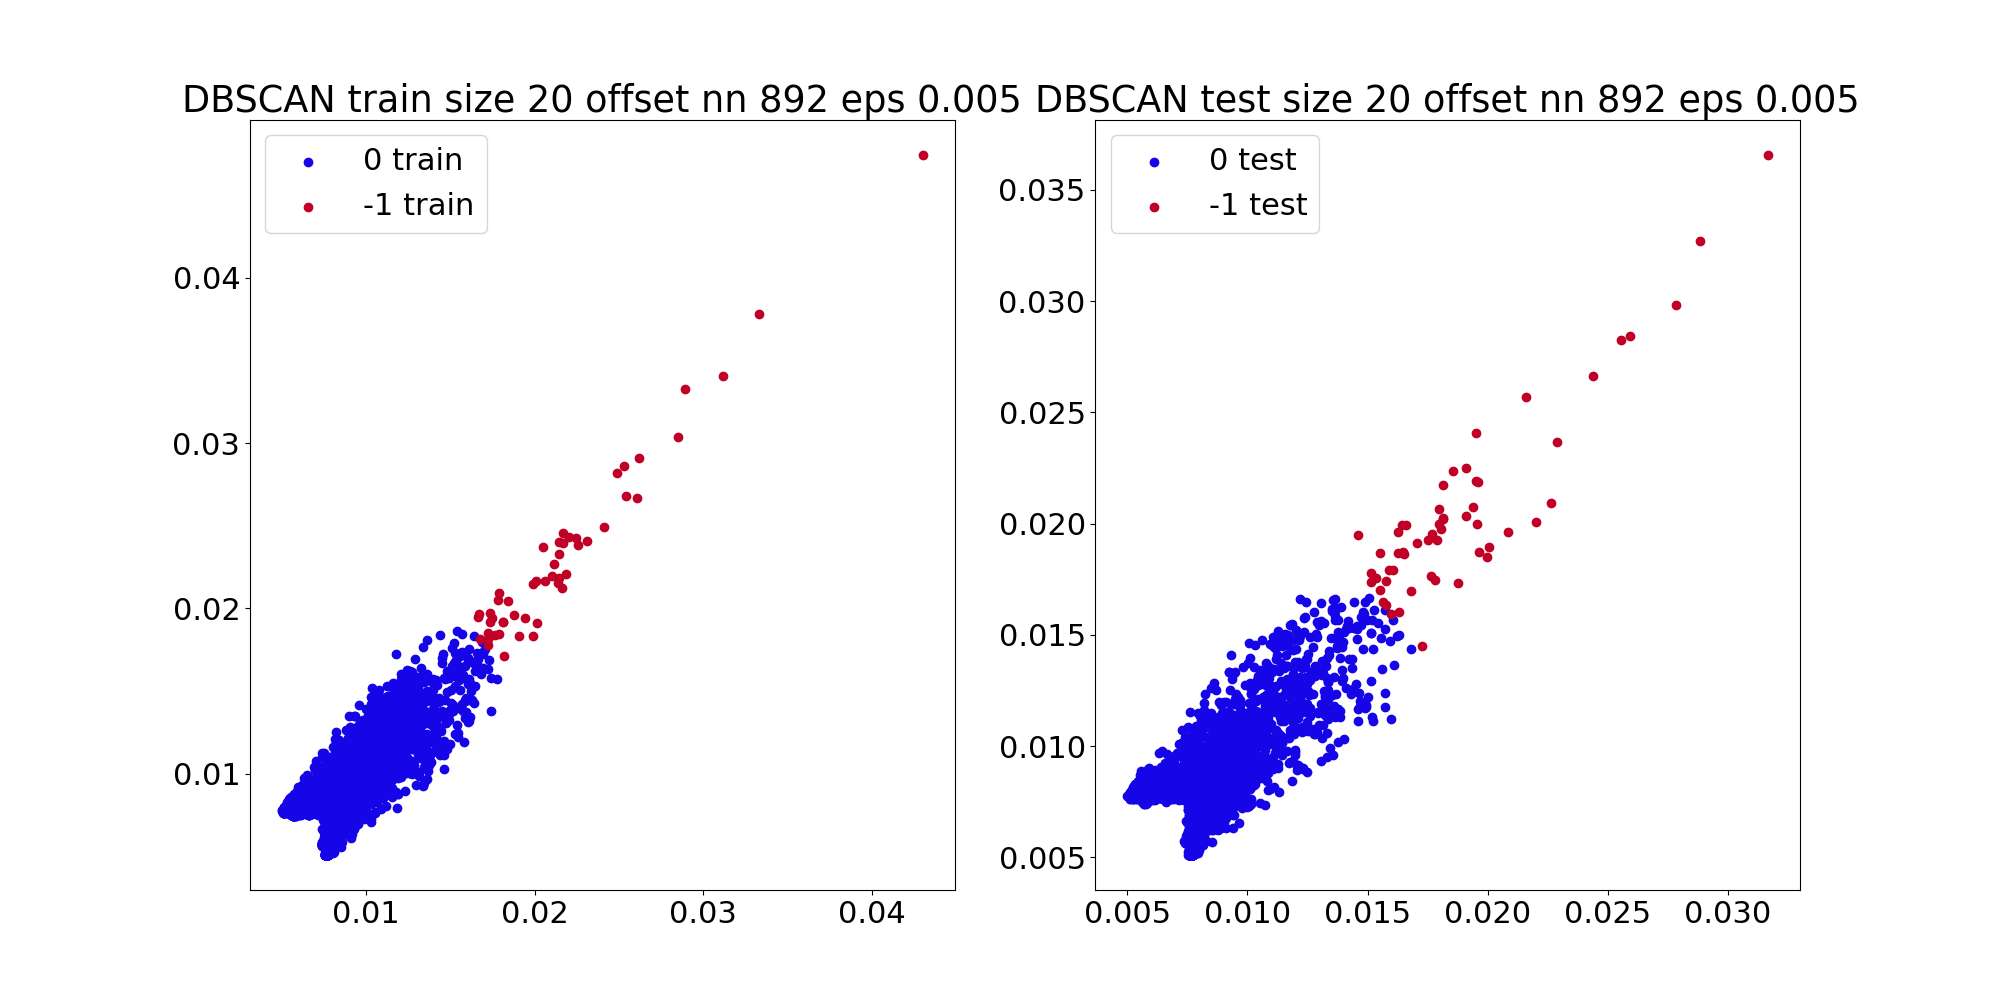 DBSCAN train size 20 offset nn 892 eps 0.005
0 train
-1 train
0.04
0.03
0.02
0.01
0.01 0.02 0.03 0.04
DBSCAN test size 20 offset nn 892 eps 0.005
0 test
-1 test
0.035
0.030
0.025
0.020
0.015
0.010
0.005
0.005 0.010 0.015 0.020 0.025 0.030